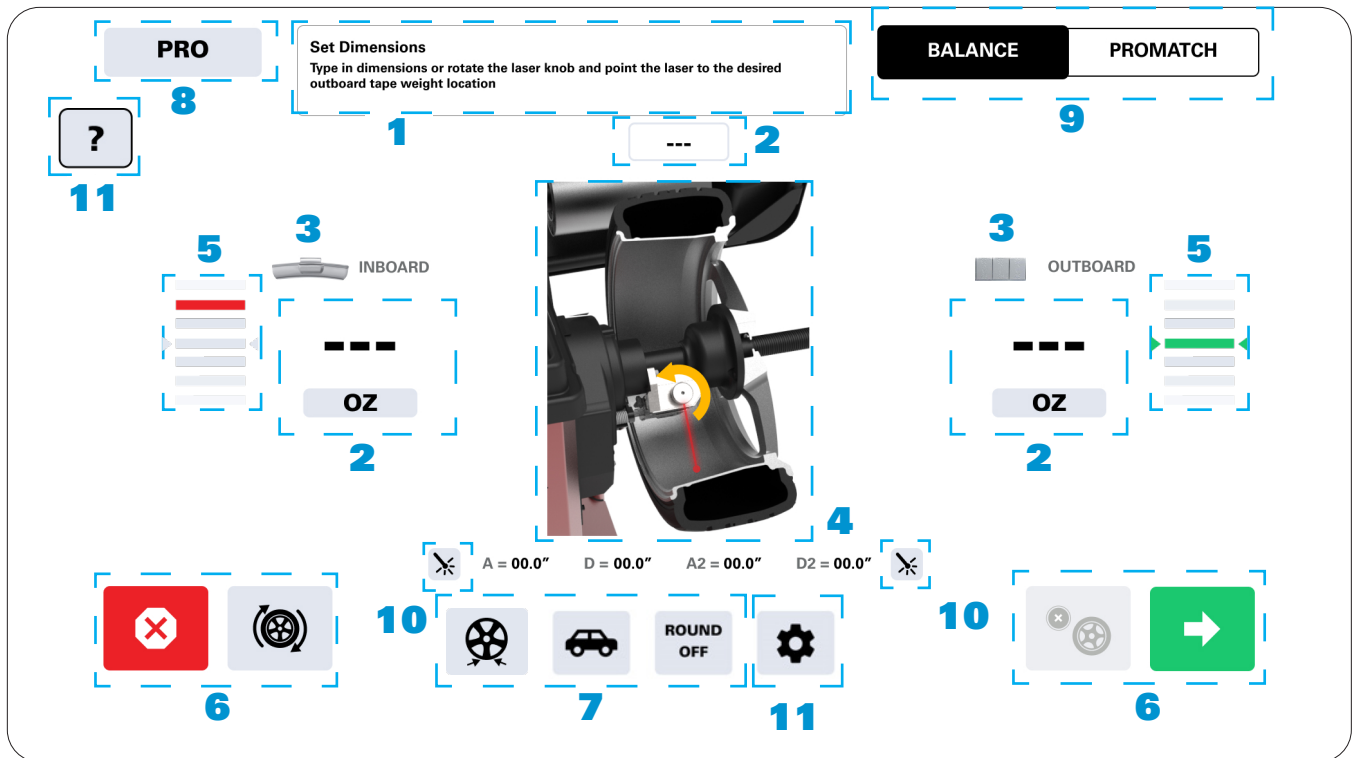 PRO
8
Set Dimensions
Type in dimensions or rotate the laser knob and point the laser to the desired
outboard tape weight location
1
BALANCE
PROMATCH
9
?
11
---
2
3
INBOARD
5
---
OZ
2
3
OUTBOARD
5
---
OZ
2
4
A = 00.0”
D = 00.0”
A2 = 00.0”
D2 = 00.0”
10
10
6
ROUND
OFF
7
11
6